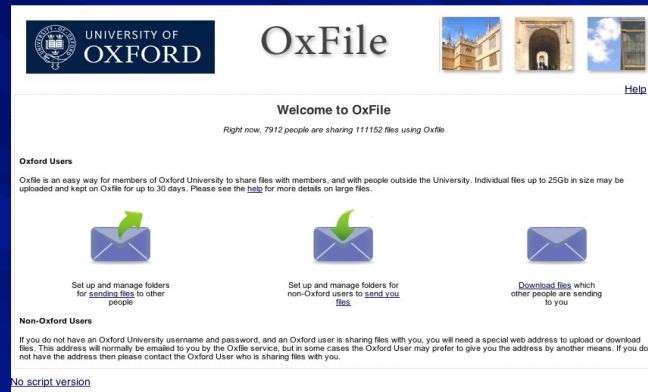 UNIVERSITY OF
OXFORD
OxFile
Help
Welcome to OxFile
Right now, 7912 people are sharing 111152 files using Oxfile
Oxford Users
Oxfile is an easy way for members of Oxford University to share files with members, and with people outside the University. Individual files up to 25Gb in size may be
uploaded and kept on Oxfile for up to 30 days. Please see the help for more details on large files.
Set up and manage folders
for sending files to other
people
Set up and manage folders for
non-Oxford users to send you
files
Download files which
other people are sending
to you
Non-Oxford Users
If you do not have an Oxford University username and password, and an Oxford user is sharing files with you, you will need a special web address to upload or download
files. This address will normally be emailed to you by the Oxfile service, but in some cases the Oxford User may prefer to give you the address by another means. If you do
not have the address then please contact the Oxford User who is sharing files with you.
No script version